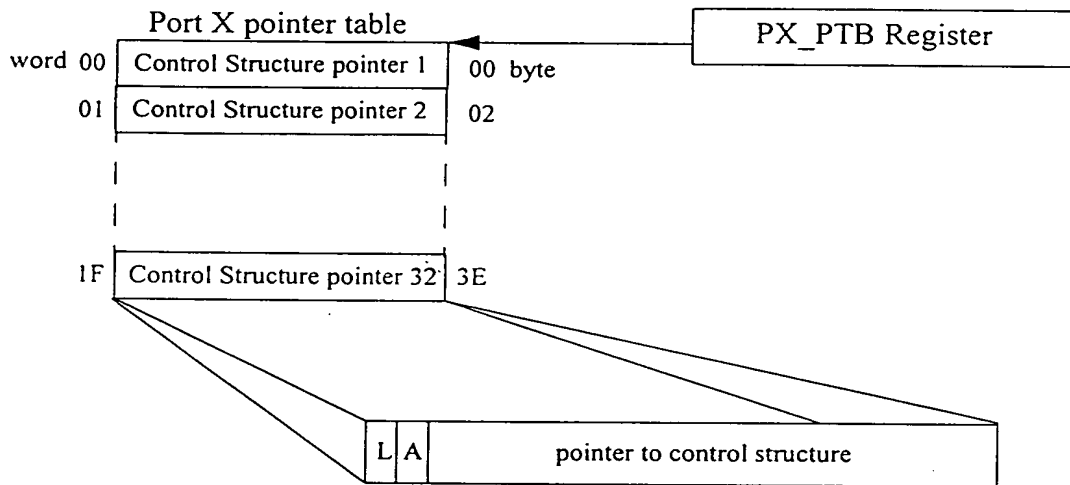 Port X pointer table
PX_PTB Register
word 00 Control Structure pointer 1 00 byte
01 Control Structure pointer 2 02
1F Control Structure pointer 32 3E
L A pointer to control structure